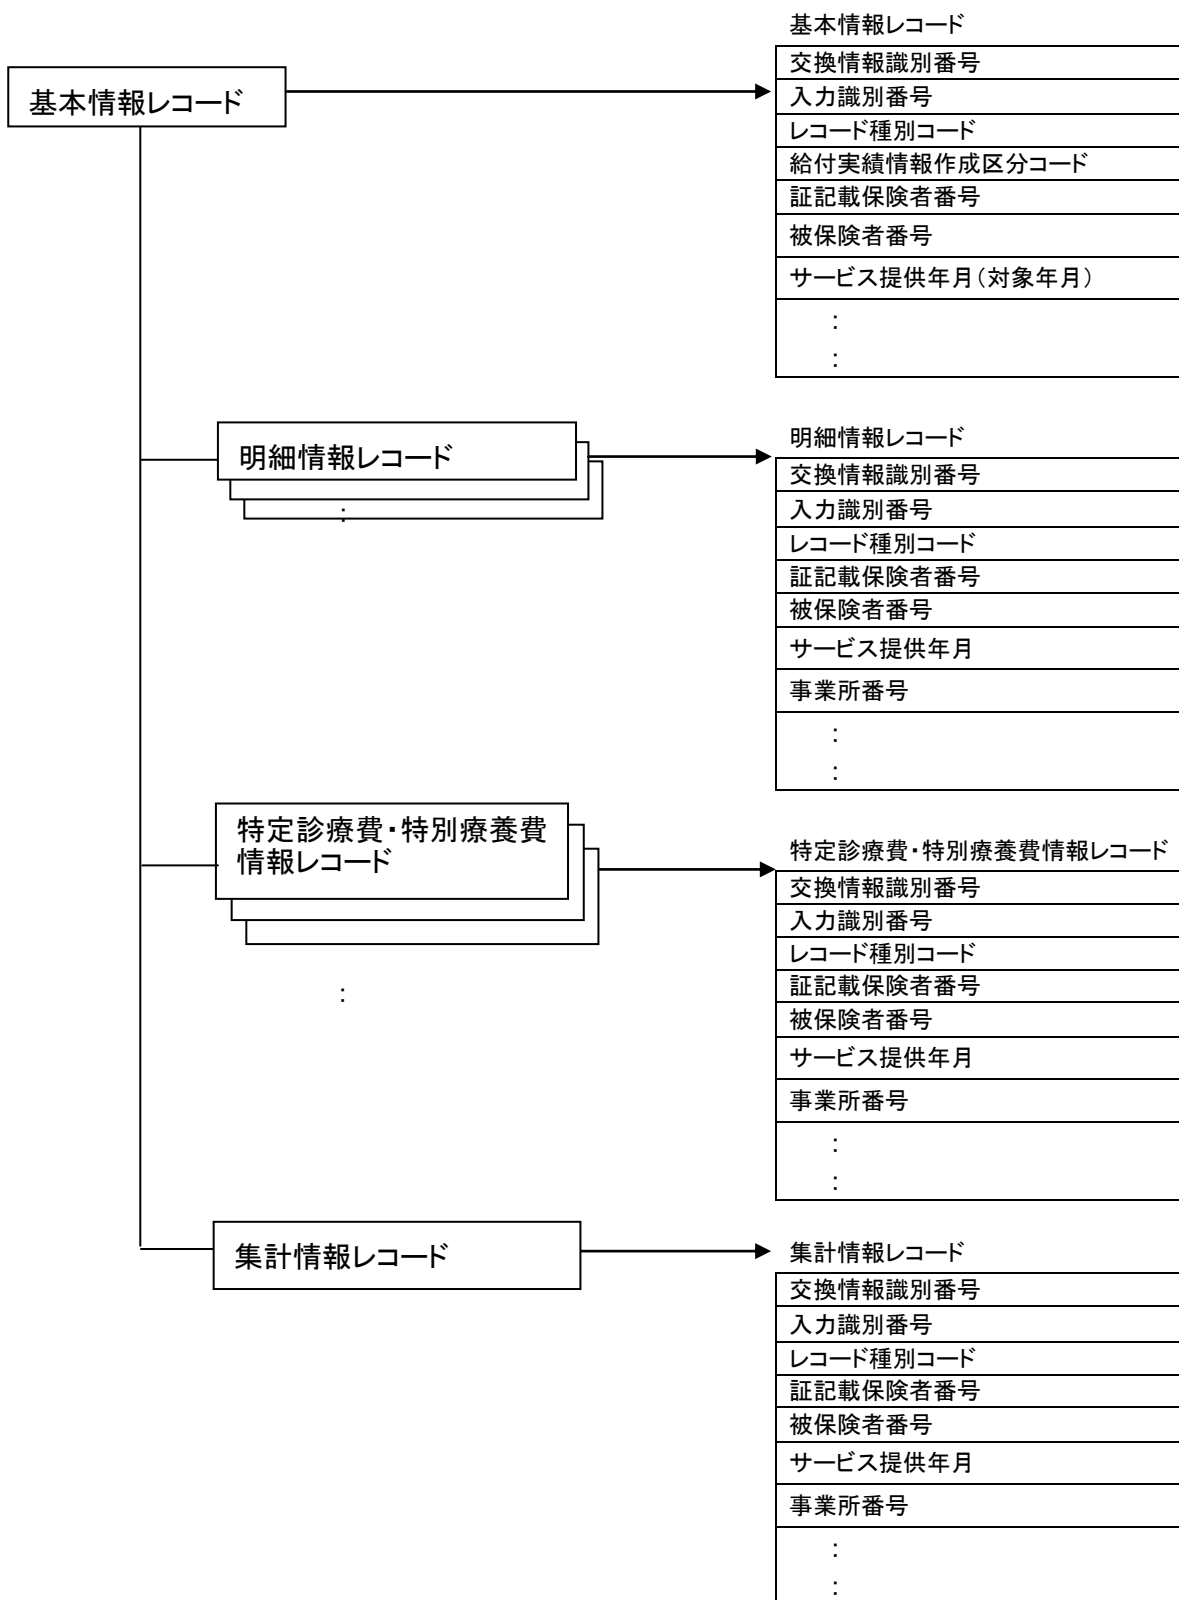 基本情報レコード
基本情報レコード
交換情報識別番号
入力識別番号
レコード種別コード
給付実績情報作成区分コード
証記載保険者番号
被保険者番号
サービス提供年月(対象年月)
:
:
明細情報レコード
:
明細情報レコード
交換情報識別番号
入力識別番号
レコード種別コード
証記載保険者番号
被保険者番号
サービス提供年月
事業所番号
:
:
特定診療費・特別療養費
情報レコード
:
特定診療費・特別療養費情報レコード
交換情報識別番号
入力識別番号
レコード種別コード
証記載保険者番号
被保険者番号
サービス提供年月
事業所番号
:
:
集計情報レコード
集計情報レコード
交換情報識別番号
入力識別番号
レコード種別コード
証記載保険者番号
被保険者番号
サービス提供年月
事業所番号
:
: